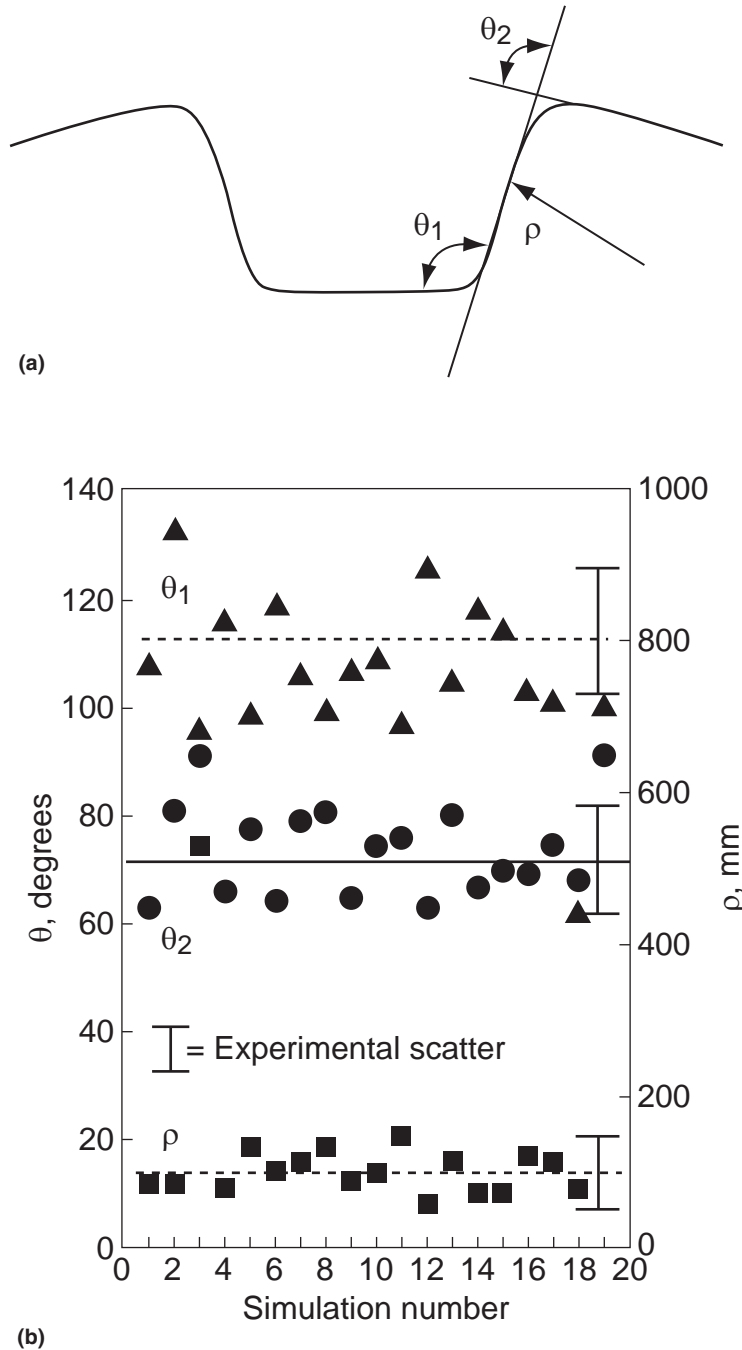 θ2
θ1
ρ
(a)
140
120
100
80
60
40
20
0
θ, degrees
1000
800
600
400
200
0
ρ, mm
θ1
θ2
= Experimental scatter
ρ
0 2 4 6 8 10 12 14 16 18 20
Simulation number
(b)